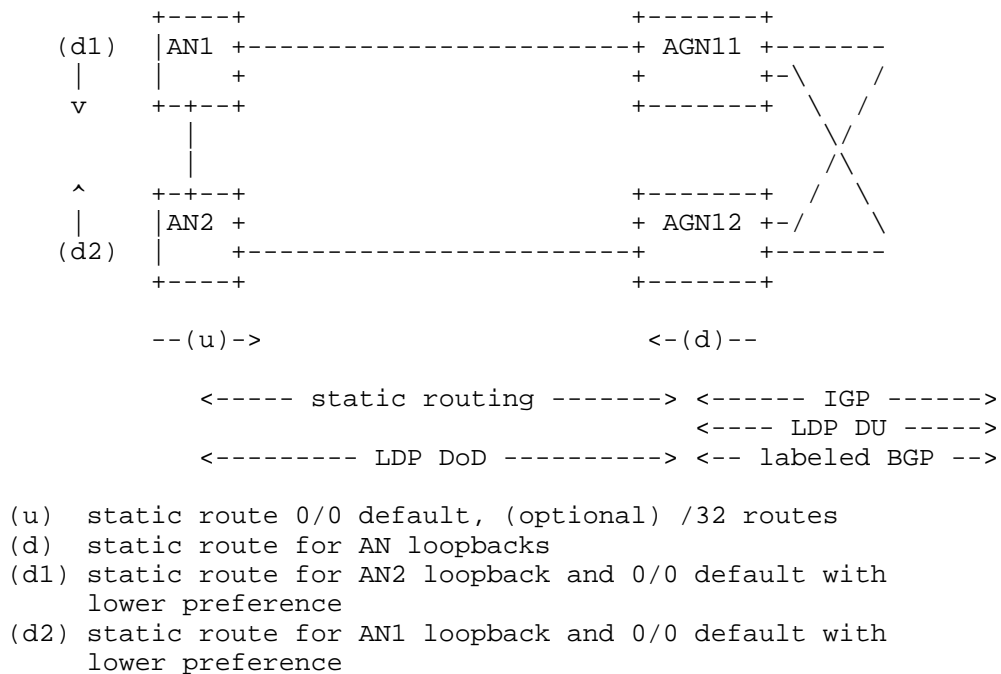 (d1) AN1 AGN11
v
^
AN2 AGN12
(d2)
--(u)-> <-(d)--
<----- static routing -------> <------ IGP ------>
<---- LDP DU ----->
<--------- LDP DoD ----------> <-- labeled BGP -->
(u) static route 0/0 default, (optional) /32 routes
(d) static route for AN loopbacks
(d1) static route for AN2 loopback and 0/0 default with
lower preference
(d2) static route for AN1 loopback and 0/0 default with
lower preference